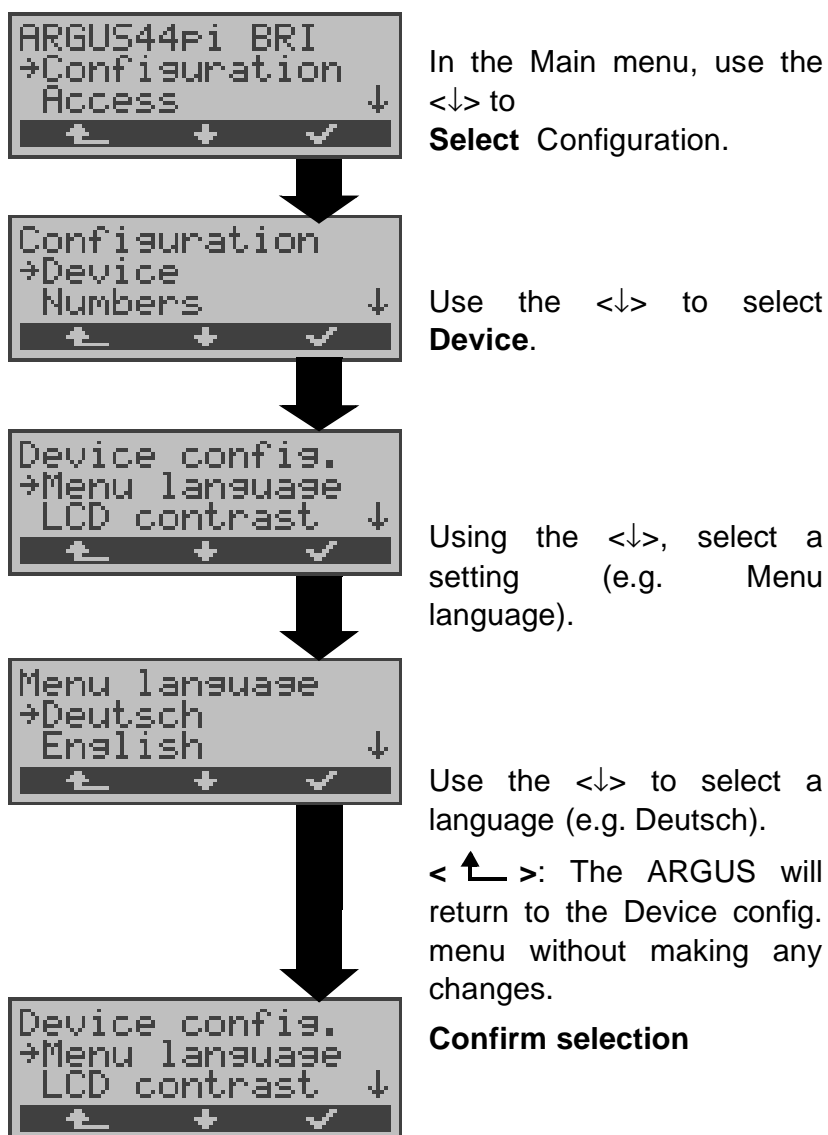 ARGUS44pi BRI
→Configuration
Access ↓
In the Main menu, use the
<↓> to
Select Configuration.
Configuration
→Device
Numbers ↓
Use the <↓> to select
Device.
Device config.
→Menu language
LCD contrast ↓
Using the <↓>, select a
setting (e.g. Menu
language).
Menu language
→Deutsch
English ↓
Use the <↓> to select a
language (e.g. Deutsch).
< >: The ARGUS will
return to the Device config.
menu without making any
changes.
Confirm selection
Device config.
→Menu language
LCD contrast ↓